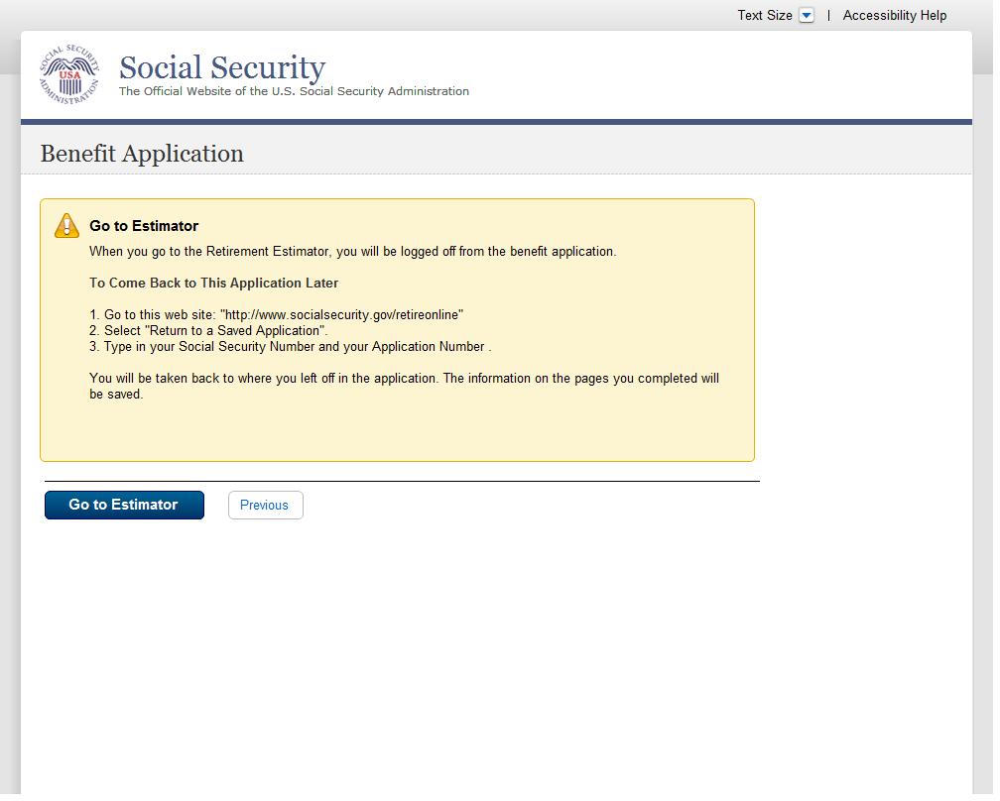 Text Size | Accessibility Help
SOCIAL SECURITY ADMINISTRATION
USA
Social Security
The Official Website of the U.S. Social Security Administration
Benefit Application
Go to Estimator
When you go to the Retirement Estimator, you will be logged off from the benefit application.
To Come Back to This Application Later
1. Go to this web site: "http://www.socialsecurity.gov/retireonline"
2. Select "Return to a Saved Application".
3. Type in your Social Security Number and your Application Number .
You will be taken back to where you left off in the application. The information on the pages you completed will
be saved.
Go to Estimator Previous